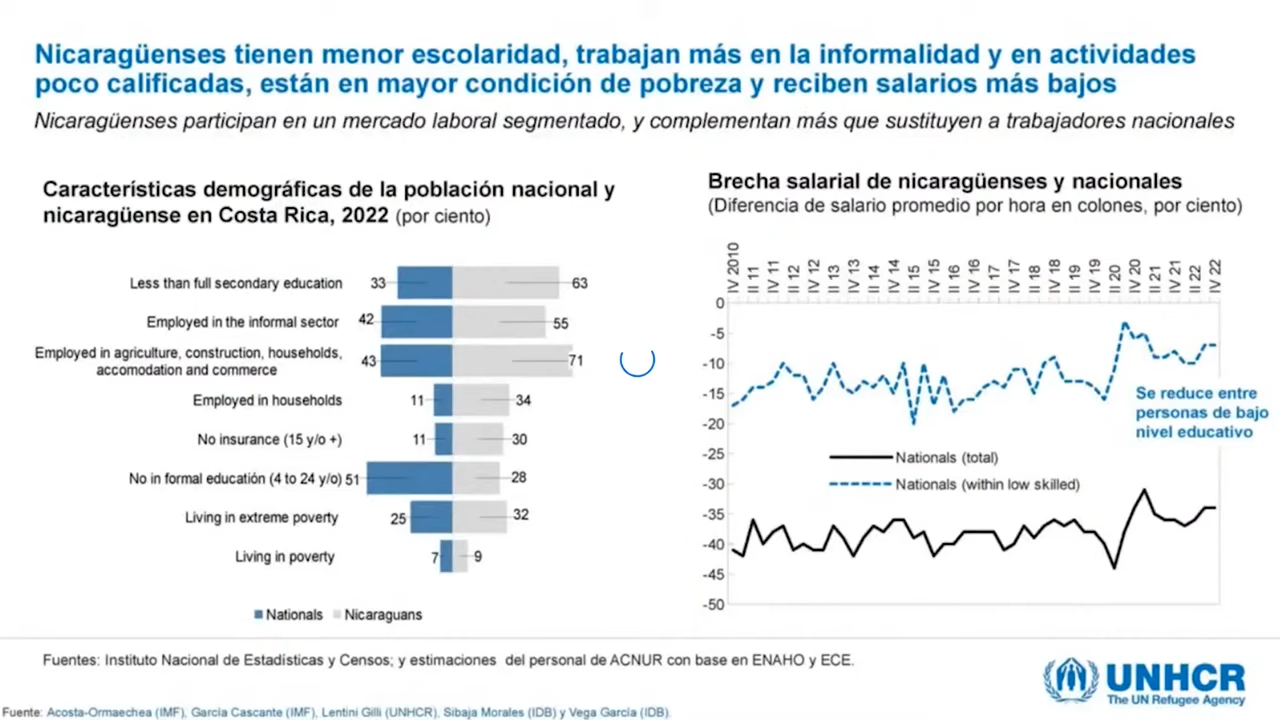 Nicaragüenses tienen menor escolaridad, trabajan más en la informalidad y en actividades
poco calificadas, están en mayor condición de pobreza y reciben salarios más bajos
Nicaragüenses participan en un mercado laboral segmentado, y complementan más que sustituyen a trabajadores nacionales
Características demográficas de la población nacional y
nicaragüense en Costa Rica, 2022 (por ciento)
Less than full secondary education 33 63
Employed in the informal sector 42 55
Employed in agriculture, construction, households,
accomodation and commerce 43 71
Employed in households 11 34
No insurance (15 y/o +) 11 30
No in formal educatión (4 to 24 y/o) 51 28
Living in extreme poverty 25 32
Living in poverty 7 9
Nationals Nicaraguans
Brecha salarial de nicaragüenses y nacionales
(Diferencia de salario promedio por hora en colones, por ciento)
IV 2010 II 11 IV 11 II 12 IV 12 II 13 IV 13 II 14 IV 14 II 15 IV 15 II 16 IV 16 II 17 IV 17 II 18 IV 18 II 19 IV 19 II 20 IV 20 II 21 IV 21 II 22 IV 22
0
-5
-10
-15
-20
-25
-30
-35
-40
-45
-50
Se reduce entre
personas de bajo
nivel educativo
Nationals (total)
Nationals (within low skilled)
Fuentes: Instituto Nacional de Estadísticas y Censos; y estimaciones del personal de ACNUR con base en ENAHO y ECE.
UNHCR
The UN Refugee Agency
Fuente: Acosta-Ormaechea (IMF), García Cascante (IMF), Lentini Gilli (UNHCR), Sibaja Morales (IDB) y Vega García (IDB).